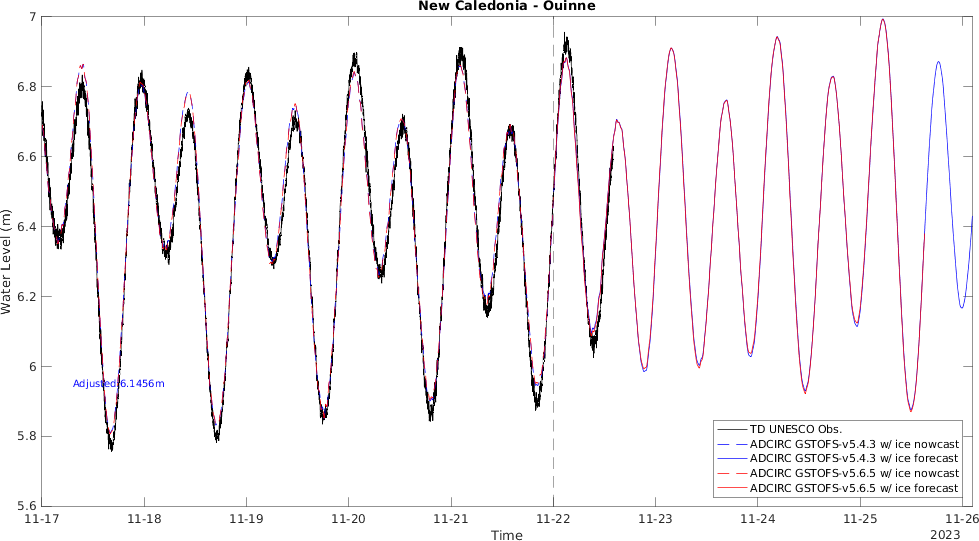 New Caledonia - Ouinne
7
6.8
6.6
6.4
6.2
6
5.8
5.6
Water Level (m)
Adjusted:6.1456m
TD UNESCO Obs.
ADCIRC GSTOFS-v5.4.3 w/ ice nowcast
ADCIRC GSTOFS-v5.4.3 w/ ice forecast
ADCIRC GSTOFS-v5.6.5 w/ ice nowcast
ADCIRC GSTOFS-v5.6.5 w/ ice forecast
11-17 11-18 11-19 11-20 11-21 11-22 11-23 11-24 11-25 11-26
Time
2023